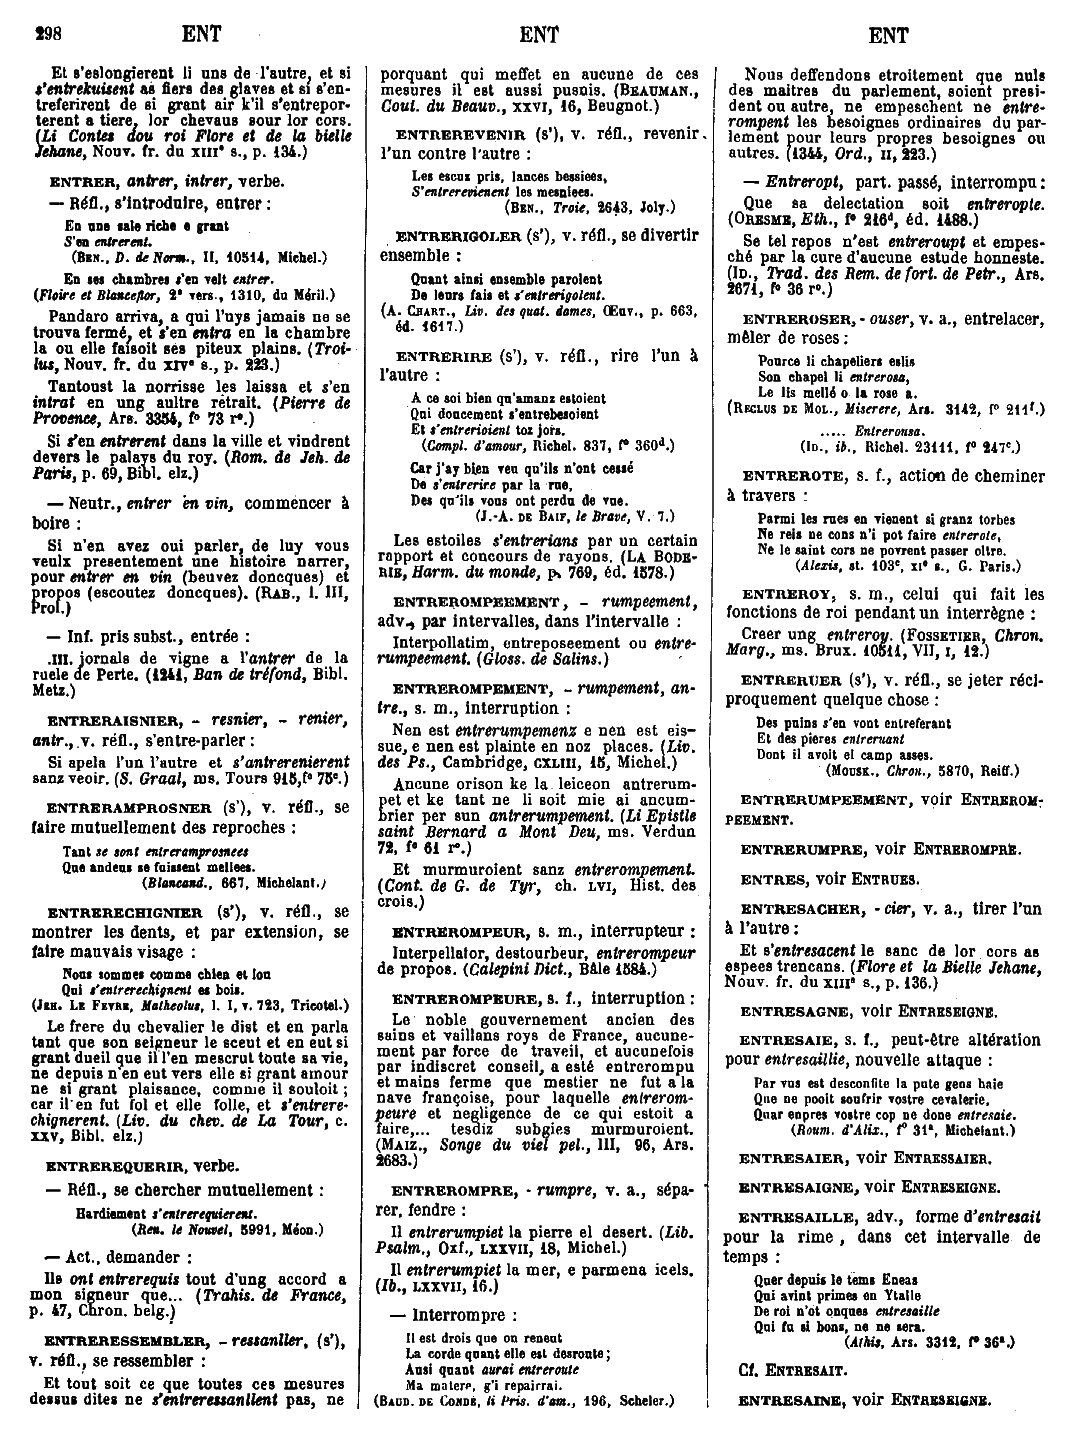 298 ENT ENT ENT
Et s'eslongierent li uns de l'autre, et si
s'entrekuisent as fiers des glaves et si s'en-
treferirent de si grant air k'il s'entrepor-
terent a tiere, lor chevaus sour lor cors.
(Li Contes dou roi Flore et de la bielle
Jehane, Nouv. fr. du XIIIe s., p. 134.)
ENTRER, antrer, intrer, verbe.
— Réfl., s'introduire, entrer :
En une sale riche e grant
S'en entrerent.
(BEN., D. de Norm., II, 10514, Michel.)
En ses chambres s'en velt entrer.
(Floire et Blanceflor, 2e vers., 1310, du Méril.)
Pandaro arriva, a qui l'uys jamais ne se
trouva fermé, et s'en entra en la chambre
la ou elle faisoit ses piteux plains. (Troi-
lus, Nouv. fr. du XIVe s., p. 223.)
Tantoust la norrisse les laissa et s'en
intrat en ung aultre retrait. (Pierre de
Provence, Ars. 3354, fo 73 ro.)
Si s'en entrerent dans la ville et vindrent
devers le palays du roy. (Rom. de Jeh. de
Paris, p. 69, Bibl. elz.)
— Neutr., entrer en vin, commencer à
boire :
Si n'en avez oui parler, de luy vous
veulx presentement une histoire narrer,
pour entrer en vin (beuvez doncques) et
propos (escoutez doncques). (RAB., l. III,
Prol.)
— Inf. pris subst., entrée :
.III. jornals de vigne a l'antrer de la
ruele de Perte. (1241, Ban de tréfond, Bibl.
Metz.)
ENTRERAISNIER, - resnier, - renier,
antr., v. réfl., s'entre-parler :
Si apela l'un l'autre et s'antrerenierent
sanz veoir. (S. Graal, ms. Tours 915, fo 75c.)
ENTRERAMPROSNER (s'), v. réfl., se
faire mutuellement des reproches :
Tant se sont entreramprosnees
Que andeus se fuissent meliees.
(Blancand., 667, Michelant.)
ENTRERECHIGNIER (s'), v. réfl., se
montrer les dents, et par extension, se
faire mauvais visage :
Nous sommes comme chien et lou
Qui s'entrerechignent es bois.
(JEH. LE FEVRE, Matheolus, l. I, v. 723, Tricotel.)
Le frere du chevalier le dist et en parla
tant que son seigneur le sceut et en eut si
grant dueil que il l'en mescrut toute sa vie,
ne depuis n'en eut vers elle si grant amour
ne si grant plaisance, comme il souloit ;
car il en fut fol et elle folle, et s'entrere-
chignerent. (Liv. du chev. de La Tour, c.
XXV, Bibl. elz.)
ENTREREQUERIR, verbe.
— Réfl., se chercher mutuellement :
Hardiement s'entrerequierent.
(Ren. le Nouvel, 5991, Méon.)
— Act., demander :
Ils ont entrerequis tout d'ung accord a
mon signeur que... (Trahis. de France,
p. 47, Chron. belg.)
ENTRERESSEMBLER, - ressanller, (s'),
v. réfl., se ressembler :
Et tout soit ce que toutes ces mesures
dessus dites ne s'entreressanllent pas, ne
porquant qui meffet en aucune de ces
mesures il est aussi pusnis. (BEAUMAN.,
Cout. du Beauv., XXVI, 16, Beugnot.)
ENTREREVENIR (s'), v. réfl., revenir
l'un contre l'autre :
Les escuz pris, lances bessiees,
S'entrerevienent les mesniees.
(BEN., Troie, 2643, Joly.)
ENTRERIGOLER (s'), v. réfl., se divertir
ensemble :
Quant ainsi ensemble parolent
De leurs fais et s'entrerigolent.
(A. CHART., Liv. des quat. dames, Œuv., p. 663,
éd. 1617.)
ENTRERIRE (s'), v. réfl., rire l'un à
l'autre :
A ce soi bien qu'amanz estoient
Qui doucement s'entrebesoient
Et s'entrerioient toz jors.
(Compl. d'amour, Richel. 837, fo 360d.)
Car j'ay bien veu qu'ils n'ont cessé
De s'entrerire par la rue,
Des qu'ils vous ont perdu de vue.
(J.-A. DE BAIF, le Brave, V. 7.)
Les estoiles s'entrerians par un certain
rapport et concours de rayons. (LA BODE-
RIE, Harm. du monde, p. 769, éd. 1578.)
ENTREROMPEEMENT, - rumpeement,
adv., par intervalles, dans l'intervalle :
Interpollatim, entreposeement ou entre-
rumpeement. (Gloss. de Salins.)
ENTREROMPEMENT, - rumpement, an-
tre., s. m., interruption :
Nen est entrerumpemenz e nen est eis-
sue, e nen est plainte en noz places. (Liv.
des Ps., Cambridge, CXLIII, 15, Michel.)
Aucune orison ke la leiceon antrerum-
pet et ke tant ne li soit mie ai ancum-
brier per sun antrerumpement. (Li Epistle
saint Bernard a Mont Deu, ms. Verdun
72, fo 61 ro.)
Et murmuroient sanz entrerompement.
(Cont. de G. de Tyr, ch. LVI, Hist. des
crois.)
ENTREROMPEUR, s. m., interrupteur :
Interpellator, destourbeur, entrerompeur
de propos. (Calepini Dict., Bâle 1584.)
ENTREROMPEURE, s. f., interruption :
Le noble gouvernement ancien des
sains et vaillans roys de France, aucune-
ment par force de traveil, et aucunefois
par indiscret conseil, a esté entrerompu
et mains ferme que mestier ne fut a la
nave françoise, pour laquelle entrerom-
peure et negligence de ce qui estoit a
faire,... tesdiz subgies murmuroient.
(MAIZ., Songe du viel pel., III, 96, Ars.
2683.)
ENTREROMPRE, - rumpre, v. a., sépa-
rer, fendre :
Il entrerumpiet la pierre el desert. (Lib.
Psalm., Oxf., LXXVII, 18, Michel.)
Il entrerumpiet la mer, e parmena icels.
(Ib., LXXVII, 16.)
— Interrompre :
Il est drois que on renent
La corde quant elle est desronte ;
Ausi quant aurai entreroute
Ma matere, g'i repairrai.
(BAUD. DE CONDÉ, li Pris. d'am., 196, Scheler.)
Nous deffendons etroitement que nuls
des maitres du parlement, soient presi-
dent ou autre, ne empeschent ne entre-
rompent les besoignes ordinaires du par-
lement pour leurs propres besoignes ou
autres. (1344, Ord., II, 223.)
— Entreropt, part. passé, interrompu :
Que sa delectation soit entreropte.
(ORESME, Eth., fo 216d, éd. 1488.)
Se tel repos n'est entreroupt et empes-
ché par la cure d'aucune estude honneste.
(ID., Trad. des Rem. de fort. de Petr., Ars.
2671, fo 36 ro.)
ENTREROSER, - ouser, v. a., entrelacer,
mêler de roses :
Pource li chapeliers eslis
Son chapel li entrerosa,
Le lis mellé o la rose a.
(RECLUS DE MOL., Miserere, Ars. 3142, fo 211f.)
..... Entrerousa.
(ID., ib., Richel. 23111, fo 247c.)
ENTREROTE, s. f., action de cheminer
à travers :
Parmi les rues en vienent si granz torbes
Ne reis ne cons n'i pot faire entrerote,
Ne le saint cors ne povrent passer oltre.
(Alexis, st. 103c, XIe s., G. Paris.)
ENTREROY, s. m., celui qui fait les
fonctions de roi pendant un interrègne :
Creer ung entreroy. (FOSSETIER, Chron.
Marg., ms. Brux. 10511, VII, I, 12.)
ENTRERUER (s'), v. réfl., se jeter réci-
proquement quelque chose :
Des puins s'en vont entreferant
Et des pieres entreruant
Dont il avoit el camp asses.
(MOUSK., Chron., 5870, Reiff.)
ENTRERUMPEEMENT, voir ENTREROM-
PEEMENT.
ENTRERUMPRE, voir ENTREROMPRE.
ENTRES, voir ENTRUES.
ENTRESACHER, - cier, v. a., tirer l'un
à l'autre :
Et s'entresacent le sanc de lor cors as
espees trencans. (Flore et la Bielle Jehane,
Nouv. fr. du XIIIe s., p. 136.)
ENTRESAGNE, voir ENTRESEIGNE.
ENTRESAIE, s. f., peut-être altération
pour entresaillie, nouvelle attaque :
Par vus est desconfite la pute gens haie
Que ne pooit soufrir vostre cevalerie.
Quar enpres vostre cop ne done entresaie.
(Roum. d'Alix., fo 31a, Michelant.)
ENTRESAIER, voir ENTRESSAIER.
ENTRESAIGNE, voir ENTRESEIGNE.
ENTRESAILLE, adv., forme d'entresait
pour la rime, dans cet intervalle de
temps :
Quer depuis le tems Eneas
Qui avint primes en Ytalle
De roi n'ot onques entresaille
Qui fu si bons, ne ne sera.
(Athis, Ars. 3312, fo 36a.)
Cf. ENTRESAIT.
ENTRESAINE, voir ENTRESEIGNE.